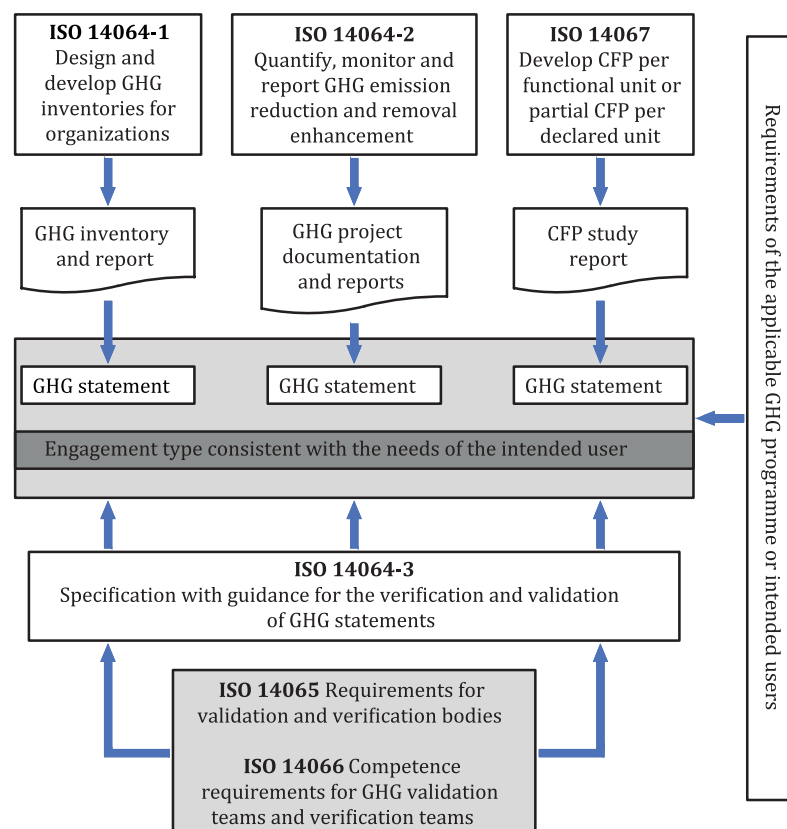 ISO 14064-1
Design and
develop GHG
inventories for
organizations
ISO 14064-2
Quantify, monitor and
report GHG emission
reduction and removal
enhancement
ISO 14067
Develop CFP per
functional unit or
partial CFP per
declared unit
GHG inventory
and report
GHG project
documentation
and reports
CFP study
report
GHG statement
GHG statement
GHG statement
Engagement type consistent with the needs of the intended user
ISO 14064-3
Specification with guidance for the verification and validation
of GHG statements
ISO 14065 Requirements for
validation and verification bodies
ISO 14066 Competence
requirements for GHG validation
teams and verification teams
Requirements of the applicable GHG programme or intended users